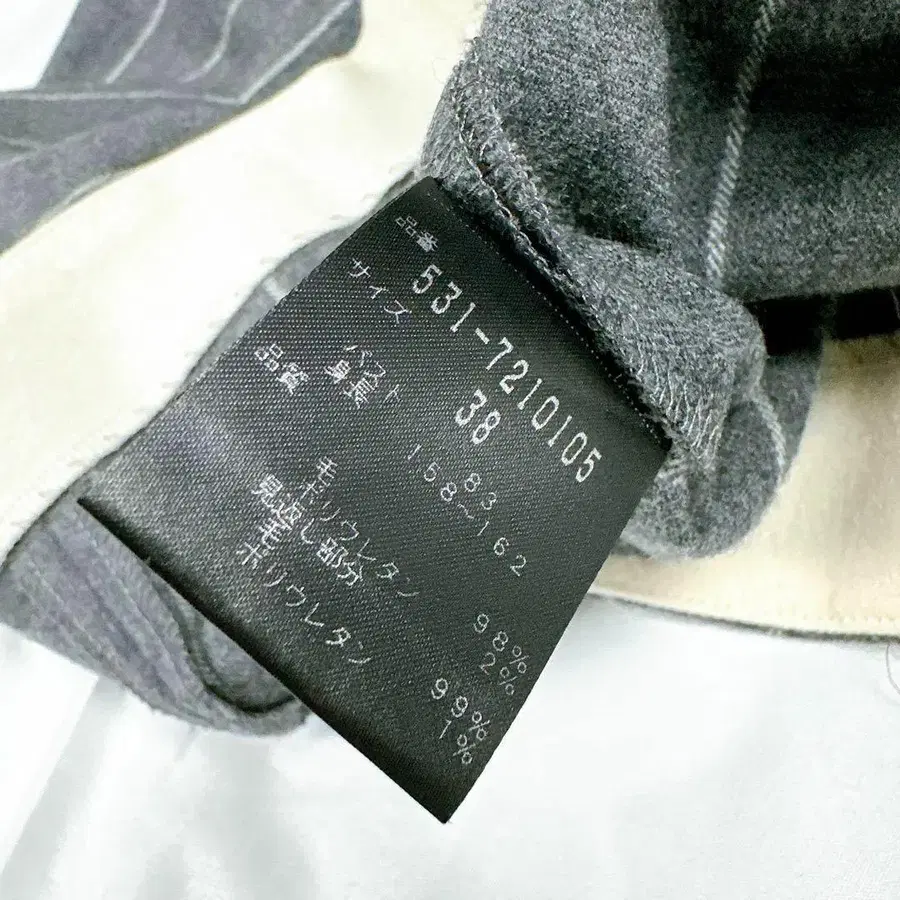 品番 531-7210105
サイズ 38
バスト 83
身長 158～162
品質
毛 98%
ポリウレタン 2%
見返し部分
毛 99%
ポリウレタン 1%